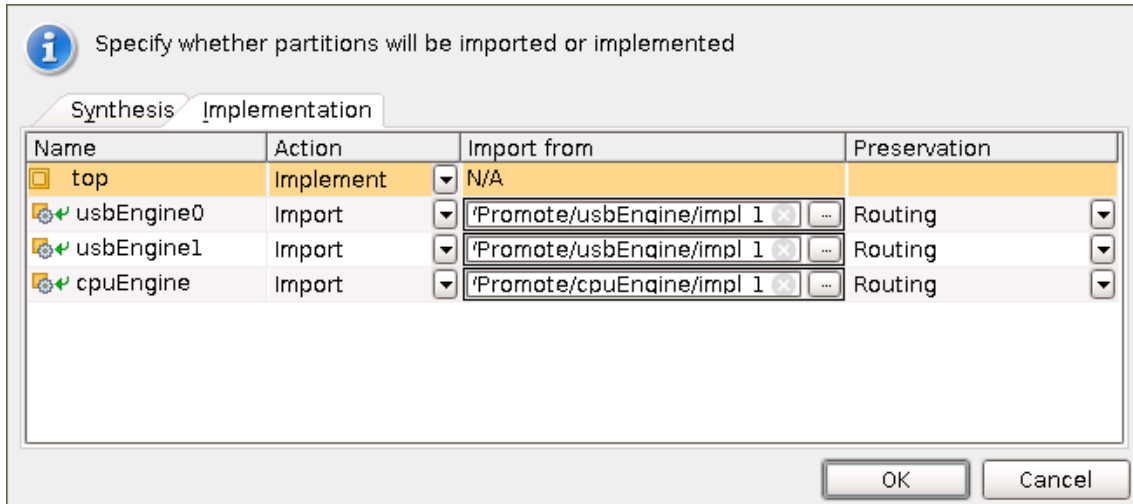 Specify whether partitions will be imported or implemented
Synthesis Implementation
Name Action Import from Preservation
top Implement N/A
usbEngine0 Import /Promote/usbEngine/impl_1 ... Routing
usbEngine1 Import /Promote/usbEngine/impl_1 ... Routing
cpuEngine Import /Promote/cpuEngine/impl_1 ... Routing
OK Cancel